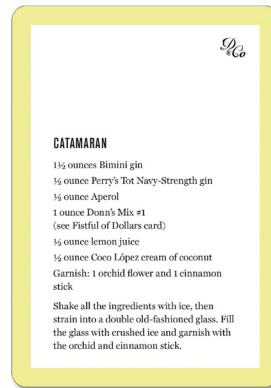 D
& Co
CATAMARAN
1½ ounces Bimini gin
½ ounce Perry's Tot Navy-Strength gin
½ ounce Aperol
1 ounce Donn's Mix #1
(see Fistful of Dollars card)
½ ounce lemon juice
½ ounce Coco López cream of coconut
Garnish: 1 orchid flower and 1 cinnamon
stick
Shake all the ingredients with ice, then
strain into a double old-fashioned glass. Fill
the glass with crushed ice and garnish with
the orchid and cinnamon stick.